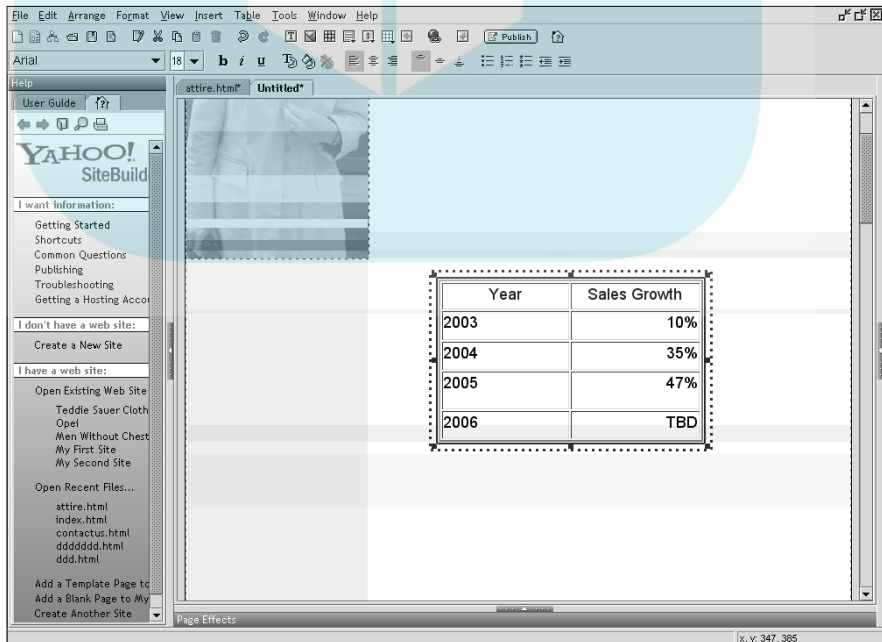 File Edit Arrange Format View Insert Table Tools Window Help
Publish
Arial 18 b i u
Help
attire.html* Untitled*
User Guide
YAHOO!
SiteBuild
I want information:
Getting Started
Shortcuts
Common Questions
Publishing
Troubleshooting
Getting a Hosting Accou
I don't have a web site:
Create a New Site
I have a web site:
Open Existing Web Site
Teddie Sauer Cloth
Opei
Men Without Chest
My First Site
My Second Site
Open Recent Files...
attire.html
index.html
contactus.html
ddddddd.html
ddd.html
Add a Template Page to
Add a Blank Page to My
Create Another Site
Year Sales Growth
2003 10%
2004 35%
2005 47%
2006 TBD
Page Effects
x, y: 347, 385